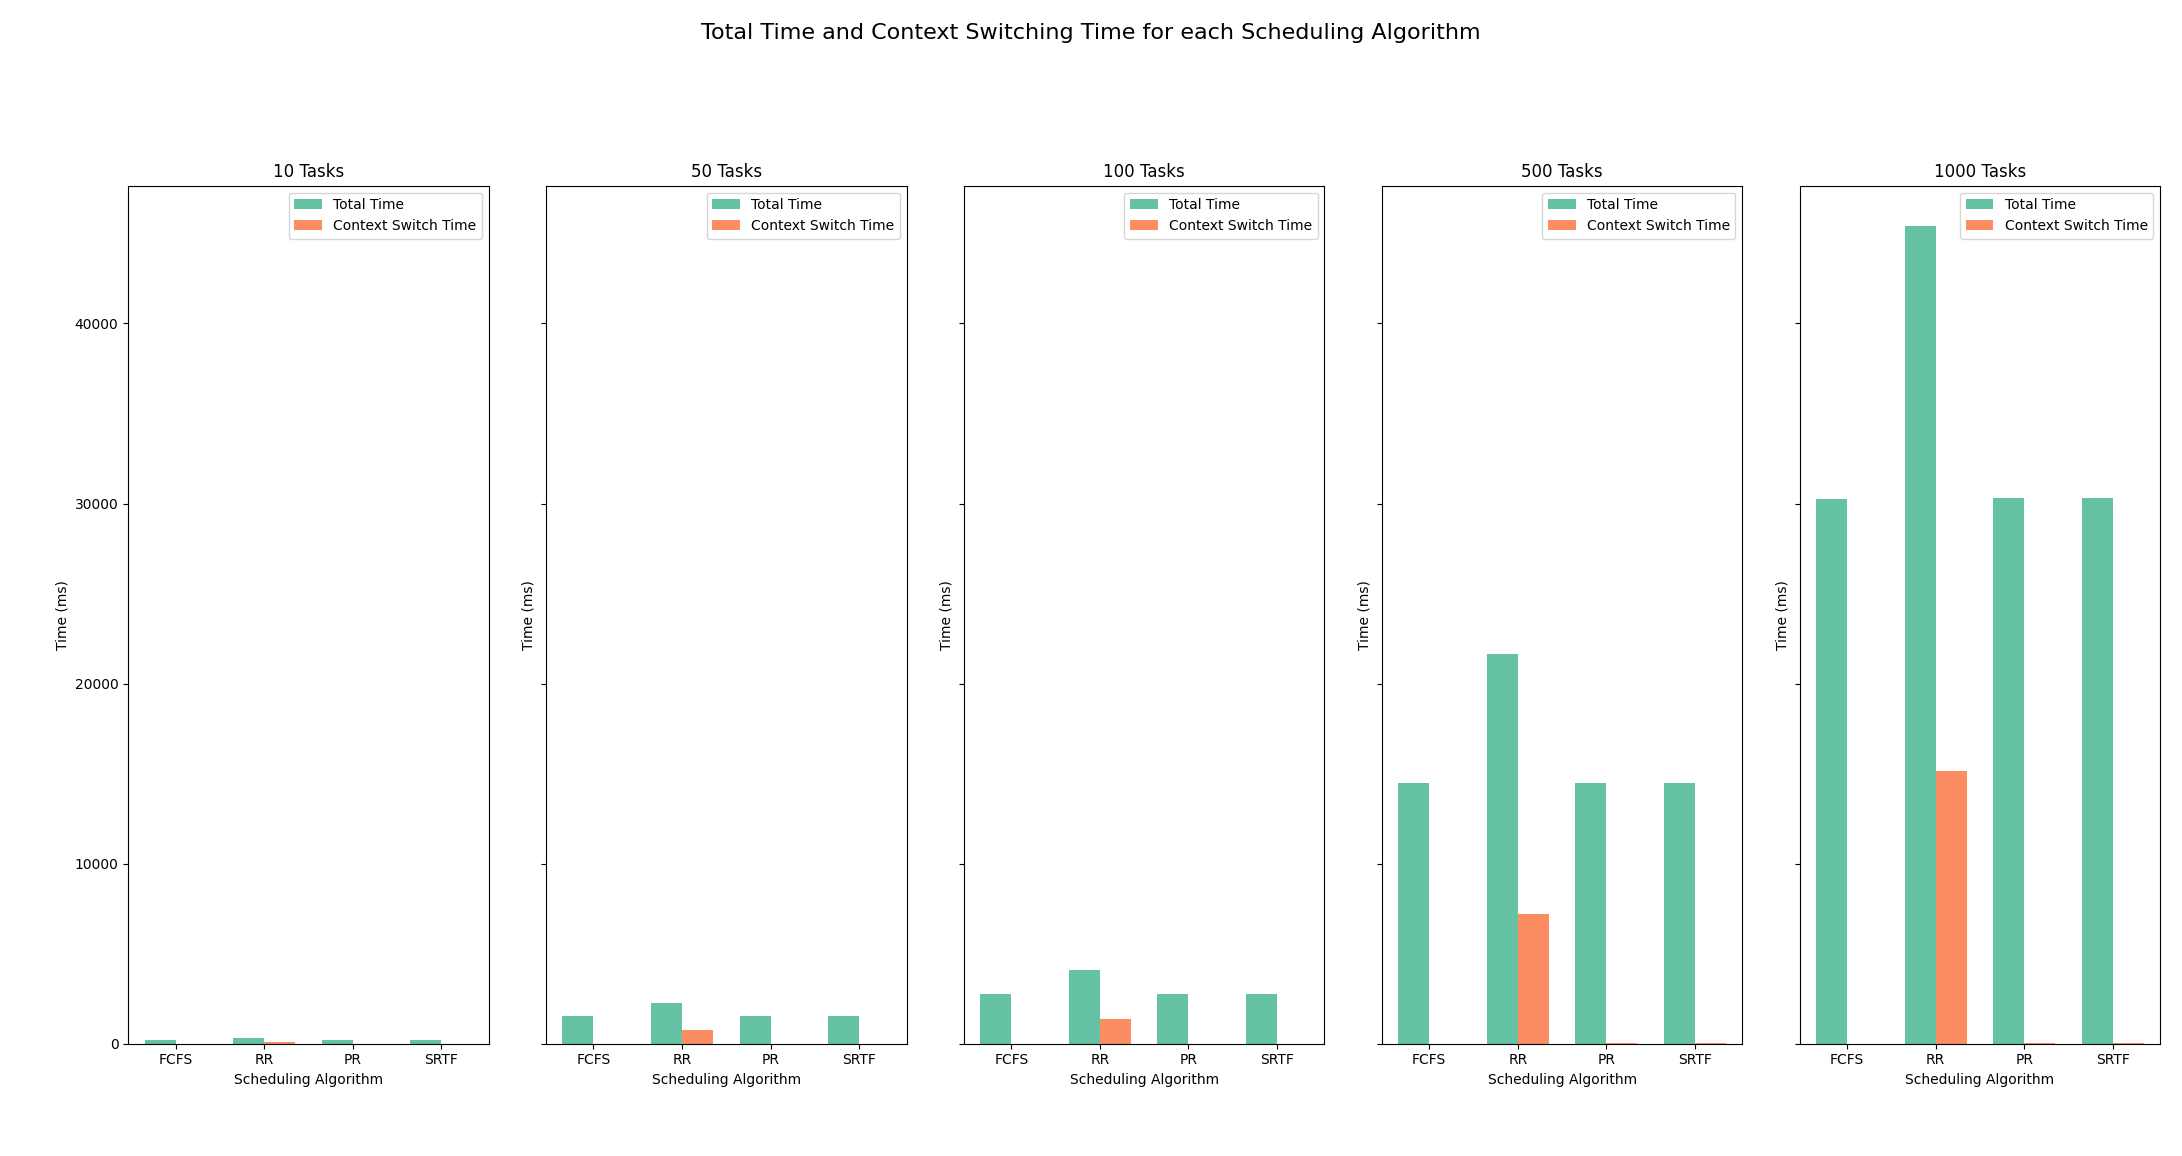 Total Time and Context Switching Time for each Scheduling Algorithm
10 Tasks
Total Time
Context Switch Time
Time (ms)
40000
30000
20000
10000
0
FCFS RR PR SRTF
Scheduling Algorithm
50 Tasks
Total Time
Context Switch Time
Time (ms)
FCFS RR PR SRTF
Scheduling Algorithm
100 Tasks
Total Time
Context Switch Time
Time (ms)
FCFS RR PR SRTF
Scheduling Algorithm
500 Tasks
Total Time
Context Switch Time
Time (ms)
FCFS RR PR SRTF
Scheduling Algorithm
1000 Tasks
Total Time
Context Switch Time
Time (ms)
FCFS RR PR SRTF
Scheduling Algorithm